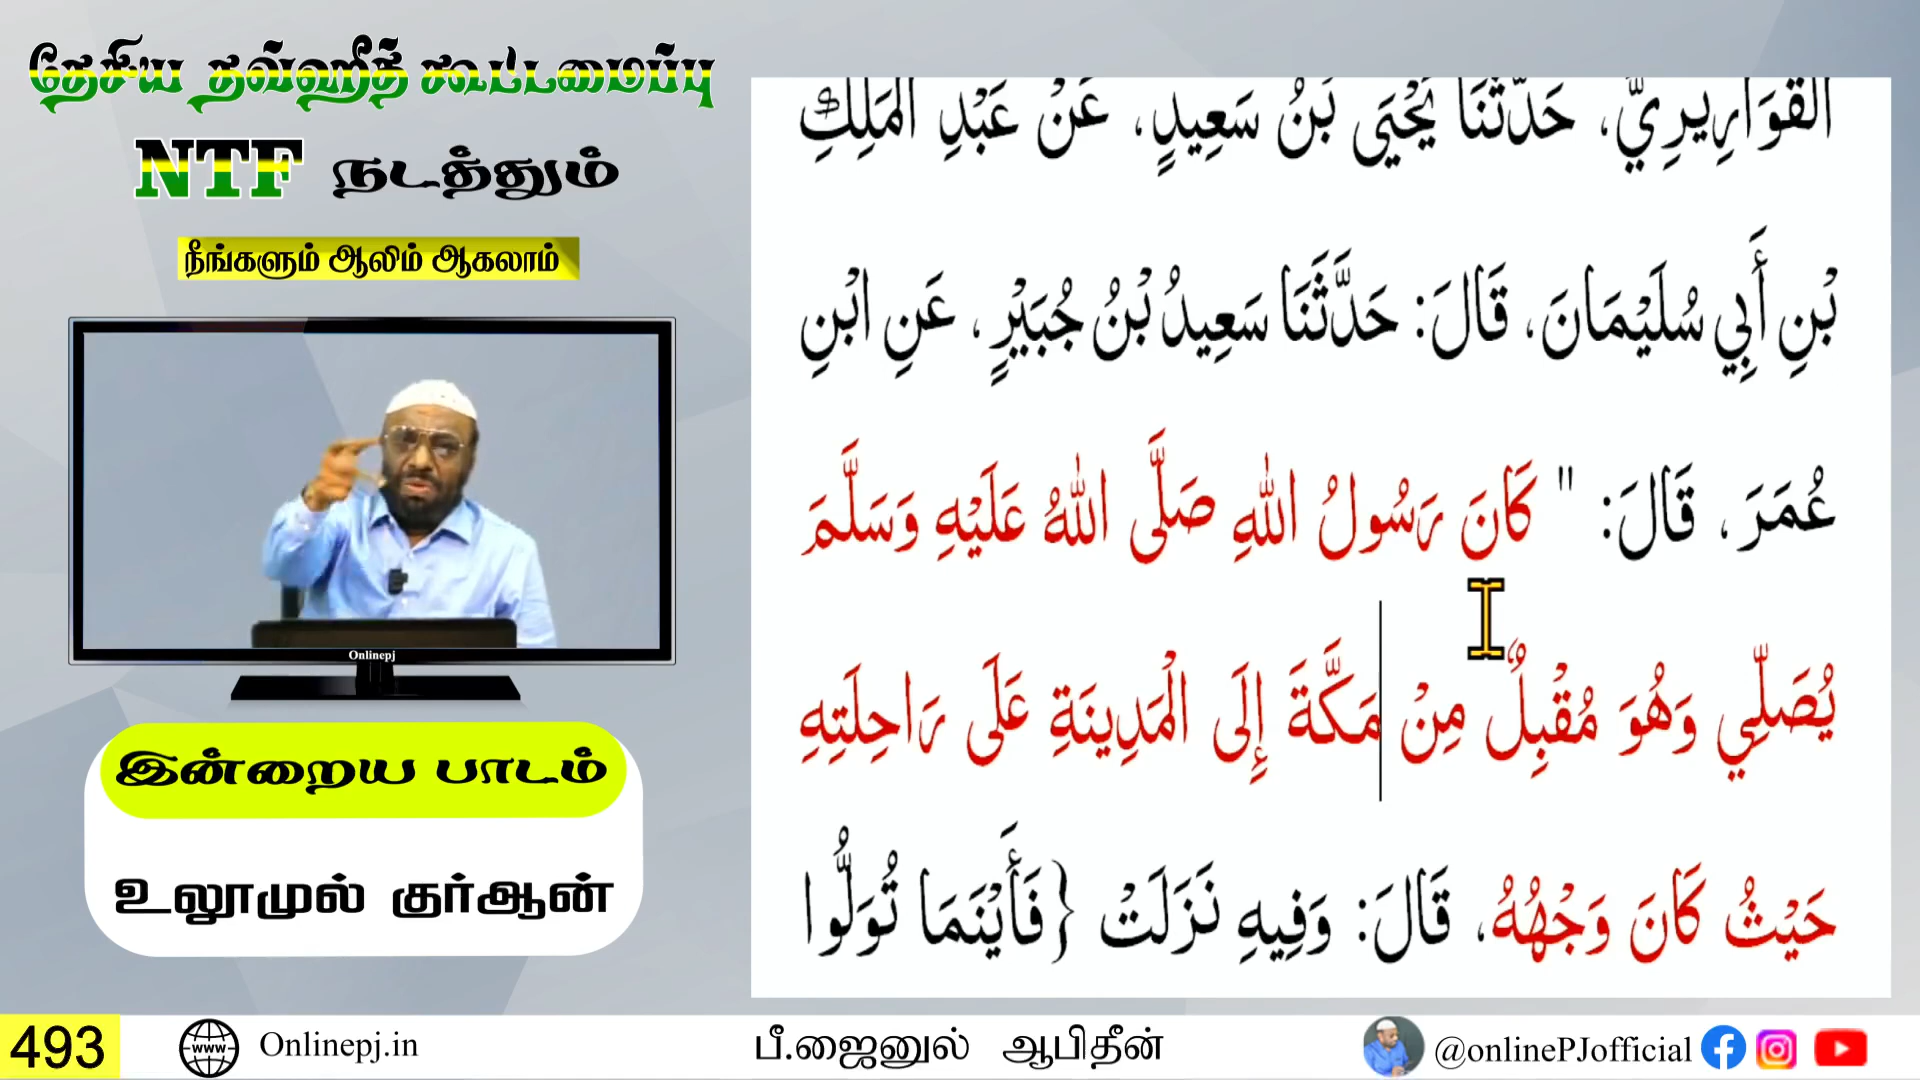 தேசிய தவ்ஹீத் கூட்டமைப்பு
NTF நடத்தும்
நீங்களும் ஆலிம் ஆகலாம்
Onlinepj
இன்றைய பாடம்
உலூமுல் குர்ஆன்
الْقَوَارِيرِيُّ، حَدَّثَنَا يَحْيَى بْنُ سَعِيدٍ، عَنْ عَبْدِ الْمَلِكِ
بْنِ أَبِي سُلَيْمَانَ، قَالَ: حَدَّثَنَا سَعِيدُ بْنُ جُبَيْرٍ، عَنِ ابْنِ
عُمَرَ، قَالَ: " كَانَ رَسُولُ اللهِ صَلَّى اللهُ عَلَيْهِ وَسَلَّمَ
يُصَلِّي وَهُوَ مُقْبِلٌ مِنْ مَكَّةَ إِلَى الْمَدِينَةِ عَلَى رَاحِلَتِهِ
حَيْثُ كَانَ وَجْهُهُ، قَالَ: وَفِيهِ نَزَلَتْ {فَأَيْنَمَا تُوَلُّوا
493
www
Onlinepj.in
பீ.ஜைனுல் ஆபிதீன்
@onlinePJofficial